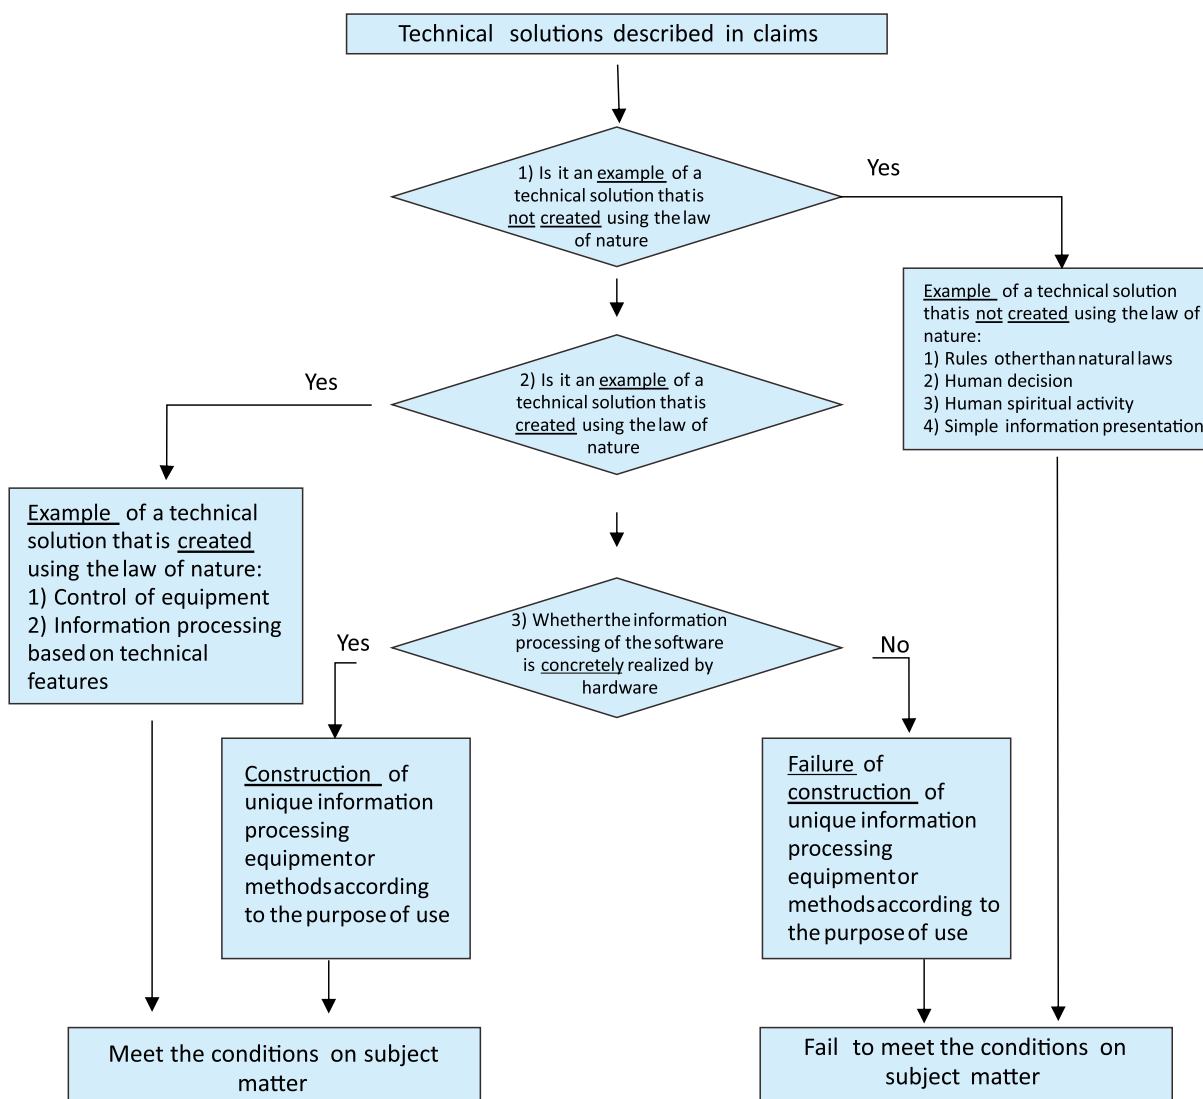 Technical solutions described in claims
1) Is it an example of a
technical solution that is
not created using the law
of nature
Yes
Example of a technical solution
that is not created using the law of
nature:
1) Rules other than natural laws
2) Human decision
3) Human spiritual activity
4) Simple information presentation
Yes
2) Is it an example of a
technical solution that is
created using the law of
nature
Example of a technical
solution that is created
using the law of nature:
1) Control of equipment
2) Information processing
based on technical
features
3) Whether the information
processing of the software
is concretely realized by
hardware
Yes
No
Construction of
unique information
processing
equipment or
methods according
to the purpose of use
Failure of
construction of
unique information
processing
equipment or
methods according to
the purpose of use
Meet the conditions on subject
matter
Fail to meet the conditions on
subject matter